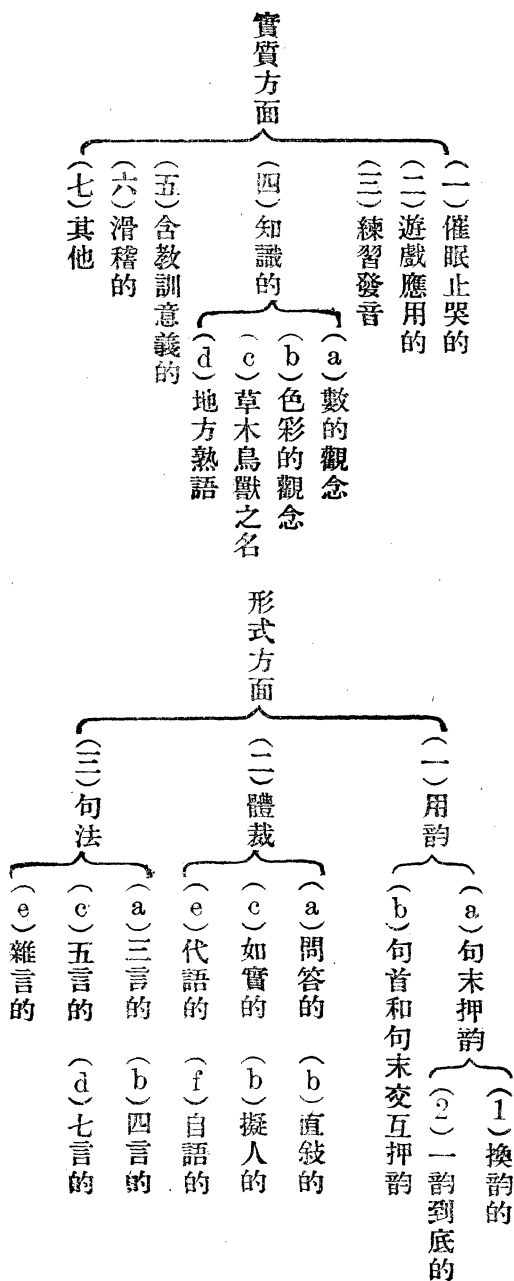 實質方面
(一)催眠止哭的
(二)遊戲應用的
(三)練習發音
(四)知識的
(a)數的觀念
(b)色彩的觀念
(c)草木鳥獸之名
(d)地方熟語
(五)含教訓意義的
(六)滑稽的
(七)其他
形式方面
(一)用韵
(a)句末押韵
(1)換韵的
(2)一韵到底的
(b)句首和句末交互押韵
(二)體裁
(a)問答的 (b)直敍的
(c)如實的 (b)擬人的
(e)代語的 (f)自語的
(三)句法
(a)三言的 (b)四言的
(c)五言的 (d)七言的
(e)雜言的